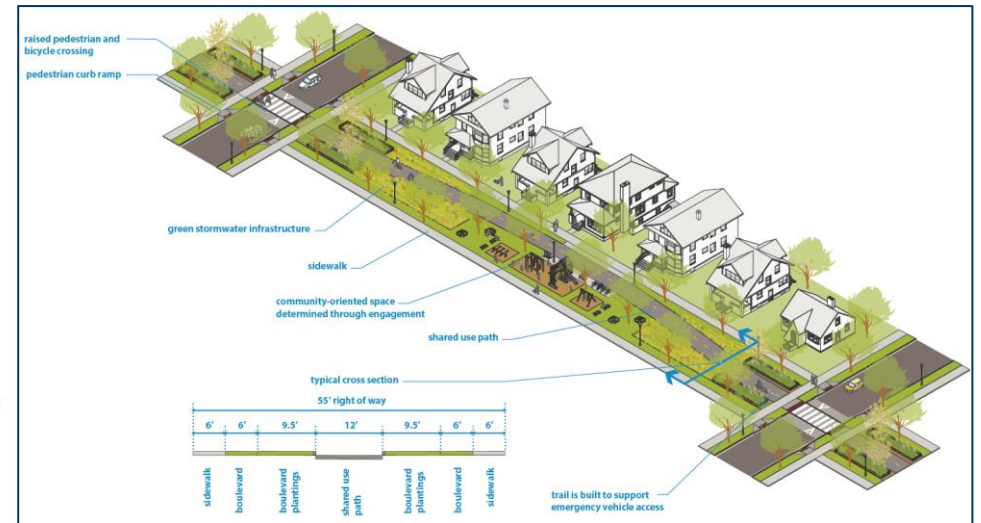 raised pedestrian and
bicycle crossing
pedestrian curb ramp
green stormwater infrastructure
sidewalk
community-oriented space
determined through engagement
shared use path
typical cross section
55’ right of way
6’ 6’ 9.5’ 12’ 9.5’ 6’ 6’
sidewalk
boulevard
boulevard
plantings
shared use
path
boulevard
plantings
boulevard
sidewalk
trail is built to support
emergency vehicle access